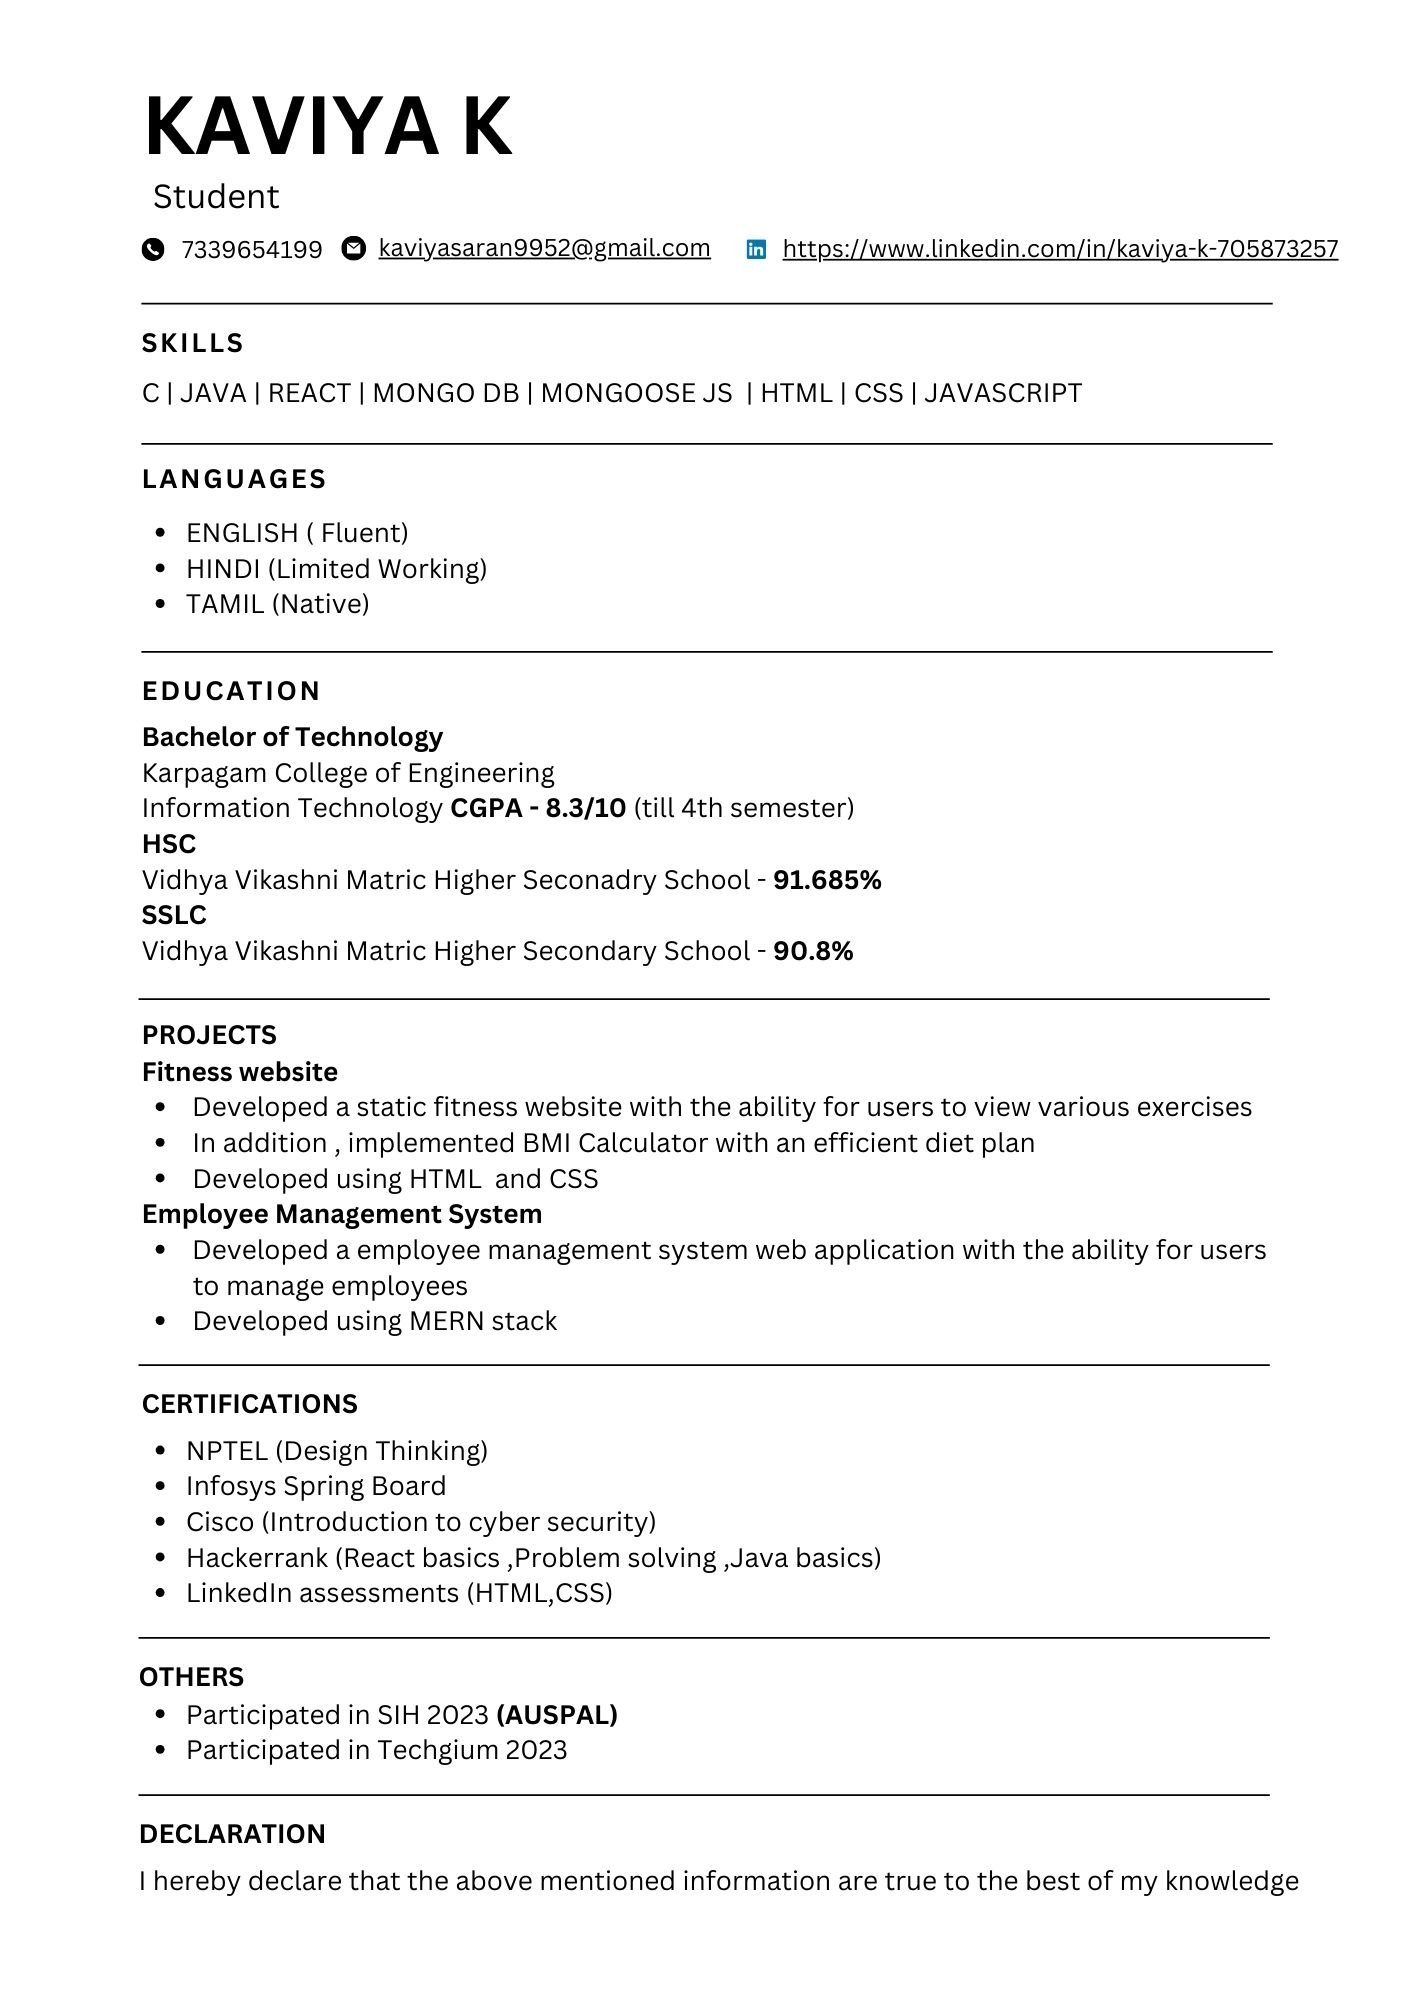 KAVIYA K
Student
7339654199 kaviyasaran9952@gmail.com https://www.linkedin.com/in/kaviya-k-705873257
SKILLS
C | JAVA | REACT | MONGO DB | MONGOOSE JS | HTML | CSS | JAVASCRIPT
LANGUAGES
• ENGLISH ( Fluent)
• HINDI (Limited Working)
• TAMIL (Native)
EDUCATION
Bachelor of Technology
Karpagam College of Engineering
Information Technology CGPA - 8.3/10 (till 4th semester)
HSC
Vidhya Vikashni Matric Higher Seconadry School - 91.685%
SSLC
Vidhya Vikashni Matric Higher Secondary School - 90.8%
PROJECTS
Fitness website
• Developed a static fitness website with the ability for users to view various exercises
• In addition , implemented BMI Calculator with an efficient diet plan
• Developed using HTML and CSS
Employee Management System
• Developed a employee management system web application with the ability for users
to manage employees
• Developed using MERN stack
CERTIFICATIONS
• NPTEL (Design Thinking)
• Infosys Spring Board
• Cisco (Introduction to cyber security)
• Hackerrank (React basics ,Problem solving ,Java basics)
• LinkedIn assessments (HTML,CSS)
OTHERS
• Participated in SIH 2023 (AUSPAL)
• Participated in Techgium 2023
DECLARATION
I hereby declare that the above mentioned information are true to the best of my knowledge